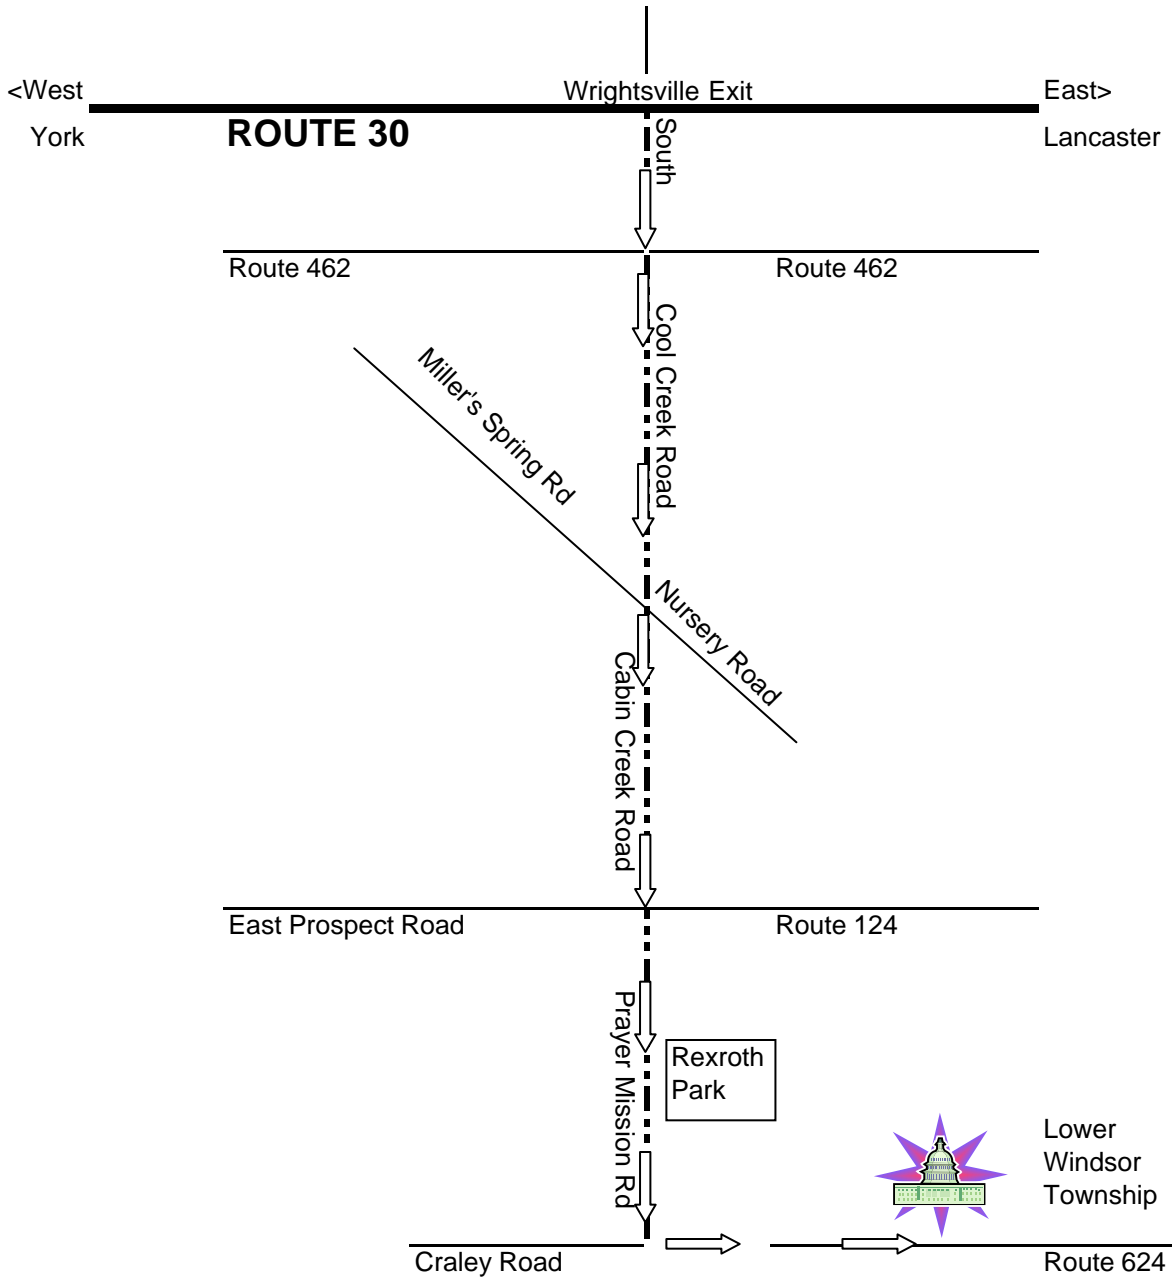 <West
Wrightsville Exit
East>
York
ROUTE 30
South
Lancaster
Route 462
Route 462
Cool Creek Road
Miller's Spring Rd
Nursery Road
Cabin Creek Road
East Prospect Road
Route 124
Prayer Mission Rd
Rexroth
Park
Lower
Windsor
Township
Craley Road
Route 624